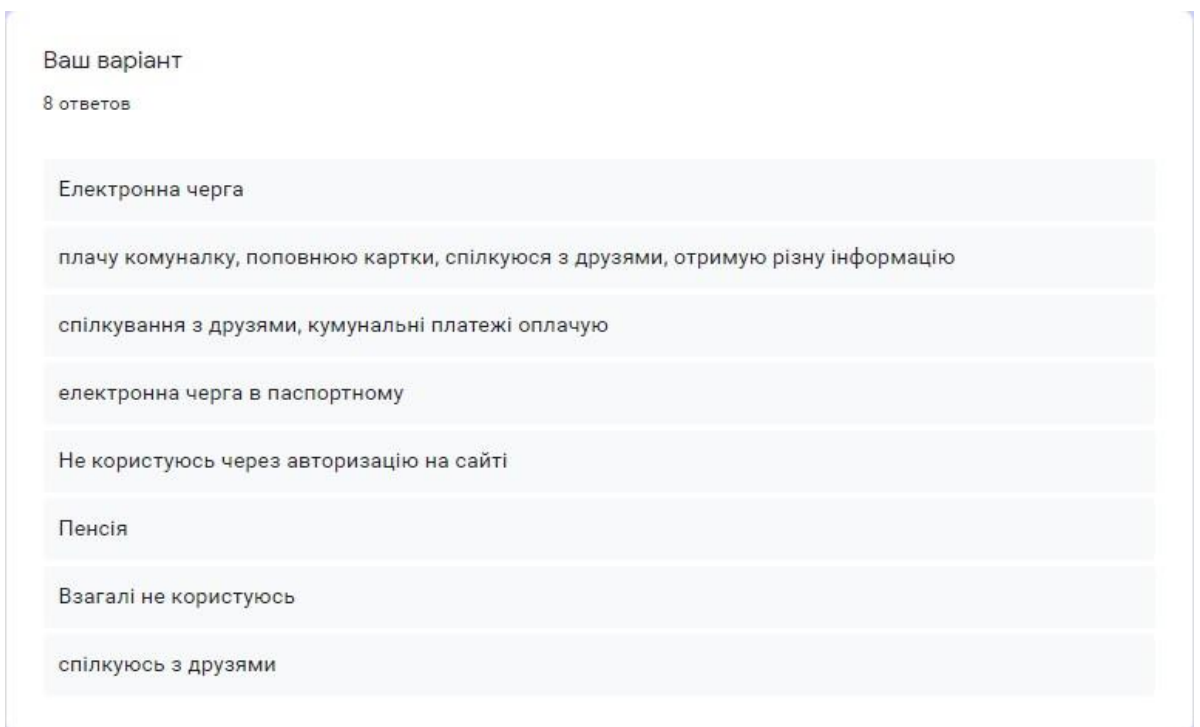 Ваш варіант
8 ответов
Електронна черга
плачу комуналку, поповнюю картки, спілкуюся з друзями, отримую різну інформацію
спілкування з друзями, кумунальні платежі оплачую
електронна черга в паспортному
Не користуюсь через авторизацію на сайті
Пенсія
Взагалі не користуюсь
спілкуюсь з друзями